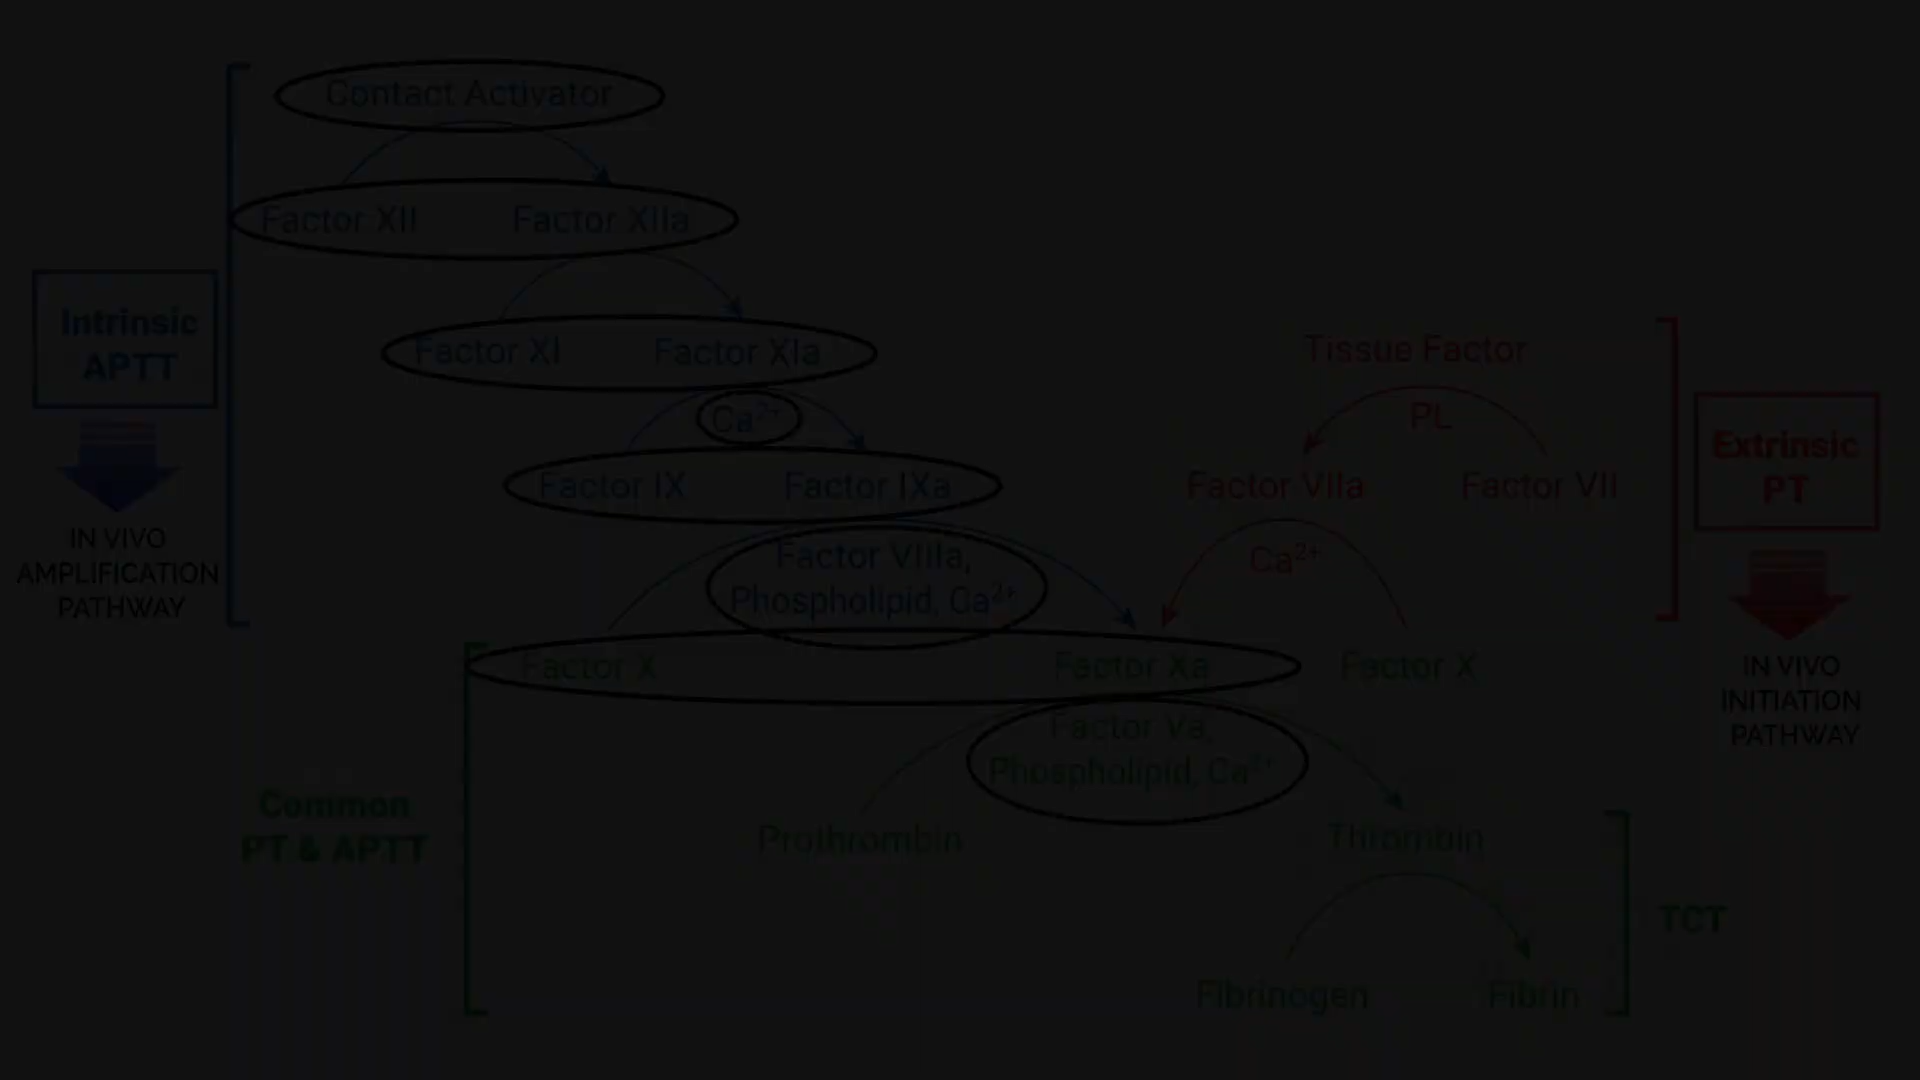 Contact Activator
Factor XII Factor XIIa
Intrinsic
APTT
Factor XI Factor XIa
Tissue Factor
Ca²⁺
PL
Extrinsic
PT
Factor IX Factor IXa
Factor VIIa Factor VII
IN VIVO
AMPLIFICATION
PATHWAY
Factor VIIIa,
Phospholipid, Ca²⁺
Ca²⁺
Factor X Factor Xa Factor X
IN VIVO
INITIATION
PATHWAY
Factor Va,
Phospholipid, Ca²⁺
Common
PT & APTT
Prothrombin Thrombin
TCT
Fibrinogen Fibrin